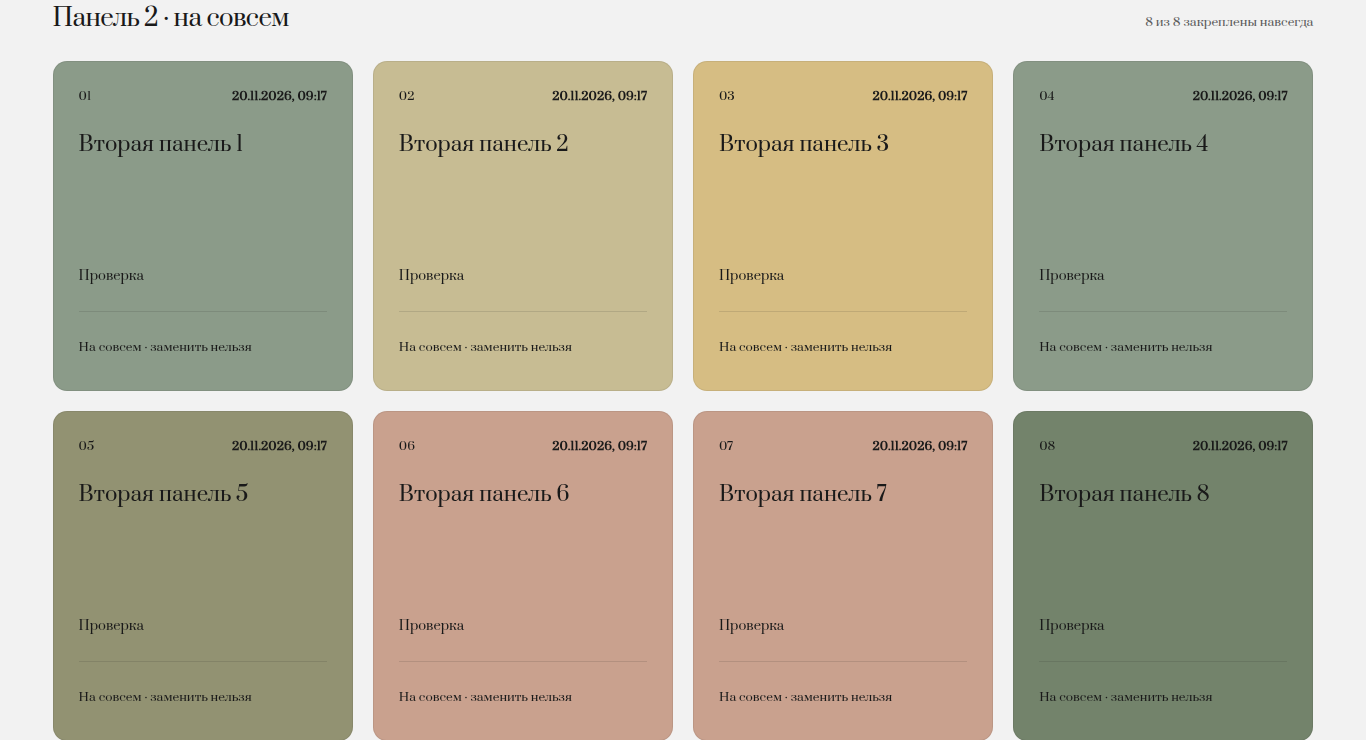 Панель 2 · на совсем
8 из 8 закреплены навсегда
01 20.11.2026, 09:17
Вторая панель 1
Проверка
На совсем · заменить нельзя
02 20.11.2026, 09:17
Вторая панель 2
Проверка
На совсем · заменить нельзя
03 20.11.2026, 09:17
Вторая панель 3
Проверка
На совсем · заменить нельзя
04 20.11.2026, 09:17
Вторая панель 4
Проверка
На совсем · заменить нельзя
05 20.11.2026, 09:17
Вторая панель 5
Проверка
На совсем · заменить нельзя
06 20.11.2026, 09:17
Вторая панель 6
Проверка
На совсем · заменить нельзя
07 20.11.2026, 09:17
Вторая панель 7
Проверка
На совсем · заменить нельзя
08 20.11.2026, 09:17
Вторая панель 8
Проверка
На совсем · заменить нельзя